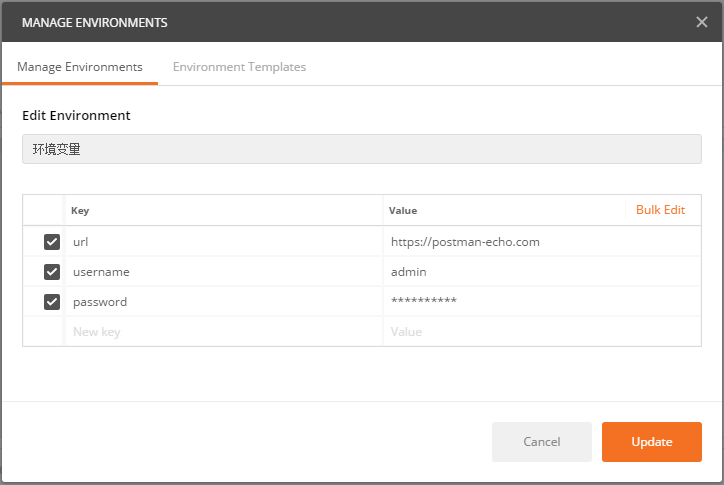 MANAGE ENVIRONMENTS
Manage Environments Environment Templates
Edit Environment
环境变量
Key Value Bulk Edit
url https://postman-echo.com
username admin
password **********
New key Value
Cancel Update